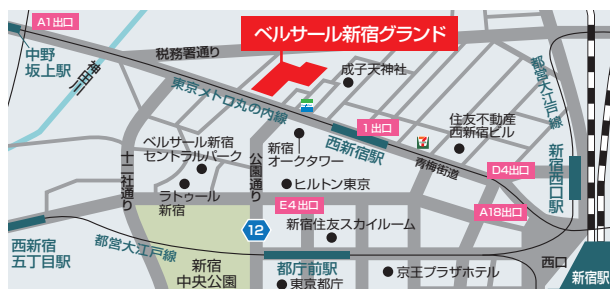 A1出口
税務署通り
ベルサール新宿グランド
中野
坂上駅
神田川
東京メトロ丸の内線
成子天神社
都営大江戸線
1出口
7
住友不動産
西新宿ビル
新宿
オークタワー
西新宿駅
青梅街道
D4出口
新宿西口駅
ベルサール新宿
セントラルパーク
十二社通り
公園通り
ラトゥール
新宿
ヒルトン東京
E4出口
A18出口
12
新宿住友スカイルーム
西新宿
五丁目駅
都営大江戸線
新宿
中央公園
都庁前駅
東京都庁
京王プラザホテル
西口
新宿駅